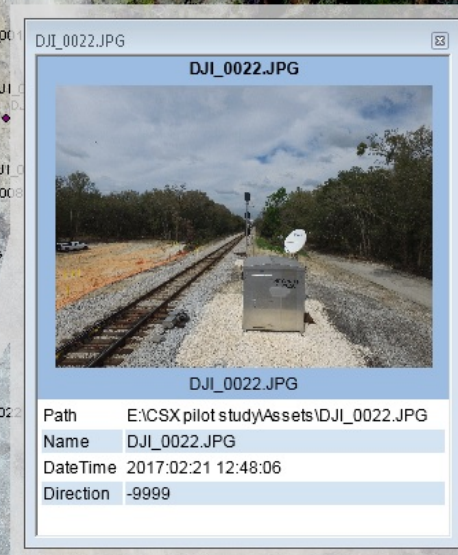 DJI_0022.JPG
DJI_0022.JPG
DJI_0022.JPG
Path E:\CSX pilot study\Assets\DJI_0022.JPG
Name DJI_0022.JPG
DateTime 2017:02:21 12:48:06
Direction -9999